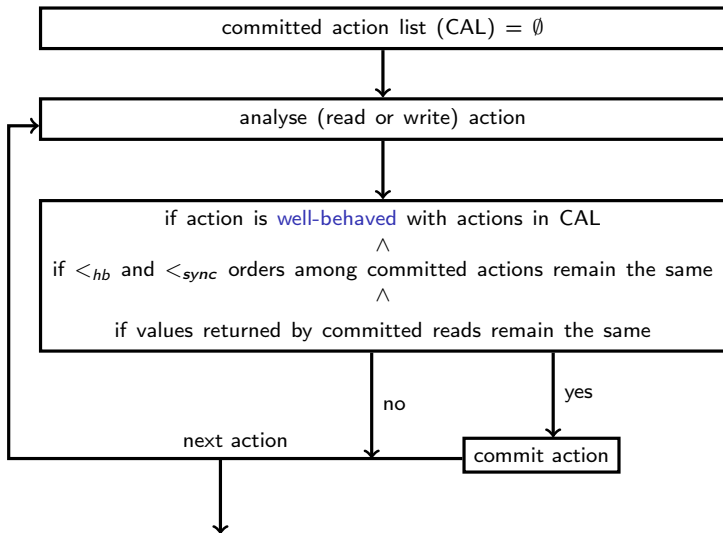 committed action list (CAL) = ∅
analyse (read or write) action
if action is well-behaved with actions in CAL
∧
if <hb and <sync orders among committed actions remain the same
∧
if values returned by committed reads remain the same
no
yes
next action
commit action